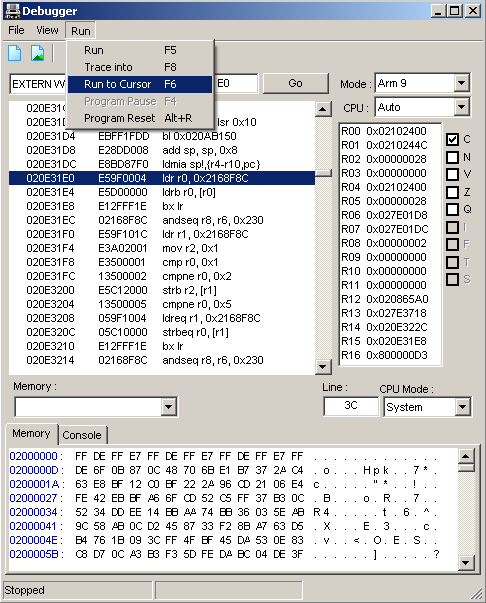 Debugger
File View Run
Run F5
Trace into F8
Run to Cursor F6
Program Pause F4
Program Reset Alt+R
EXTERN W E0 Go Mode : Arm 9
CPU : Auto
020E31D lsr 0x10
020E31D4 EBFF1FDD bl 0x020AB150
020E31D8 E28DD008 add sp, sp, 0x8
020E31DC E8BD87F0 ldmia sp!,{r4-r10,pc}
020E31E0 E59F0004 ldr r0, 0x2168F8C
020E31E4 E5D00000 ldrb r0, [r0]
020E31E8 E12FFF1E bx lr
020E31EC 02168F8C andseq r8, r6, 0x230
020E31F0 E59F101C ldr r1, 0x2168F8C
020E31F4 E3A02001 mov r2, 0x1
020E31F8 E3500001 cmp r0, 0x1
020E31FC 13500002 cmpne r0, 0x2
020E3200 E5C12000 strb r2, [r1]
020E3204 13500005 cmpne r0, 0x5
020E3208 059F1004 ldreq r1, 0x2168F8C
020E320C 05C10000 strbeq r0, [r1]
020E3210 E12FFF1E bx lr
020E3214 02168F8C andseq r8, r6, 0x230
R00 0x02102400
R01 0x0210244C
R02 0x00000028
R03 0x00000000
R04 0x02102400
R05 0x00000028
R06 0x027E01D8
R07 0x027E01DC
R08 0x00000002
R09 0x00000000
R10 0x00000000
R11 0x00000000
R12 0x020865A0
R13 0x027E3718
R14 0x020E322C
R15 0x020E31E8
R16 0x800000D3
C
N
V
Z
Q
I
F
T
S
Memory :
Line : CPU Mode :
3C System
Memory Console
02000000 : FF DE FF E7 FF DE FF E7 FF DE FF E7 FF . . . . . . . . . . . . .
0200000D : DE 6F 0B 87 0C 48 70 6B E1 B7 37 2A C4 . o . . . H p k . . 7 * .
0200001A : 63 E8 BF 12 C0 BF 22 2A 96 CD 21 06 E4 c . . . . . " * . . ! . .
02000027 : FE 42 EB BF A6 6F CD 52 C5 FF 37 B3 0C . B . . . o . R . . 7 . .
02000034 : 52 34 DD EE 14 BB AA 74 BB 36 03 5E AB R 4 . . . . . t . 6 . ^ .
02000041 : 9C 58 AB 0C D2 45 87 33 F2 8B A7 63 D5 . X . . . E . 3 . . . c .
0200004E : B4 76 1B 09 3C FF 4F BF 45 DA 53 0E 83 . v . . < . O . E . S . .
0200005B : C8 D7 0C A3 B3 F3 5D FE DA BC 04 DE 3F . . . . . . ] . . . . . ?
Stopped